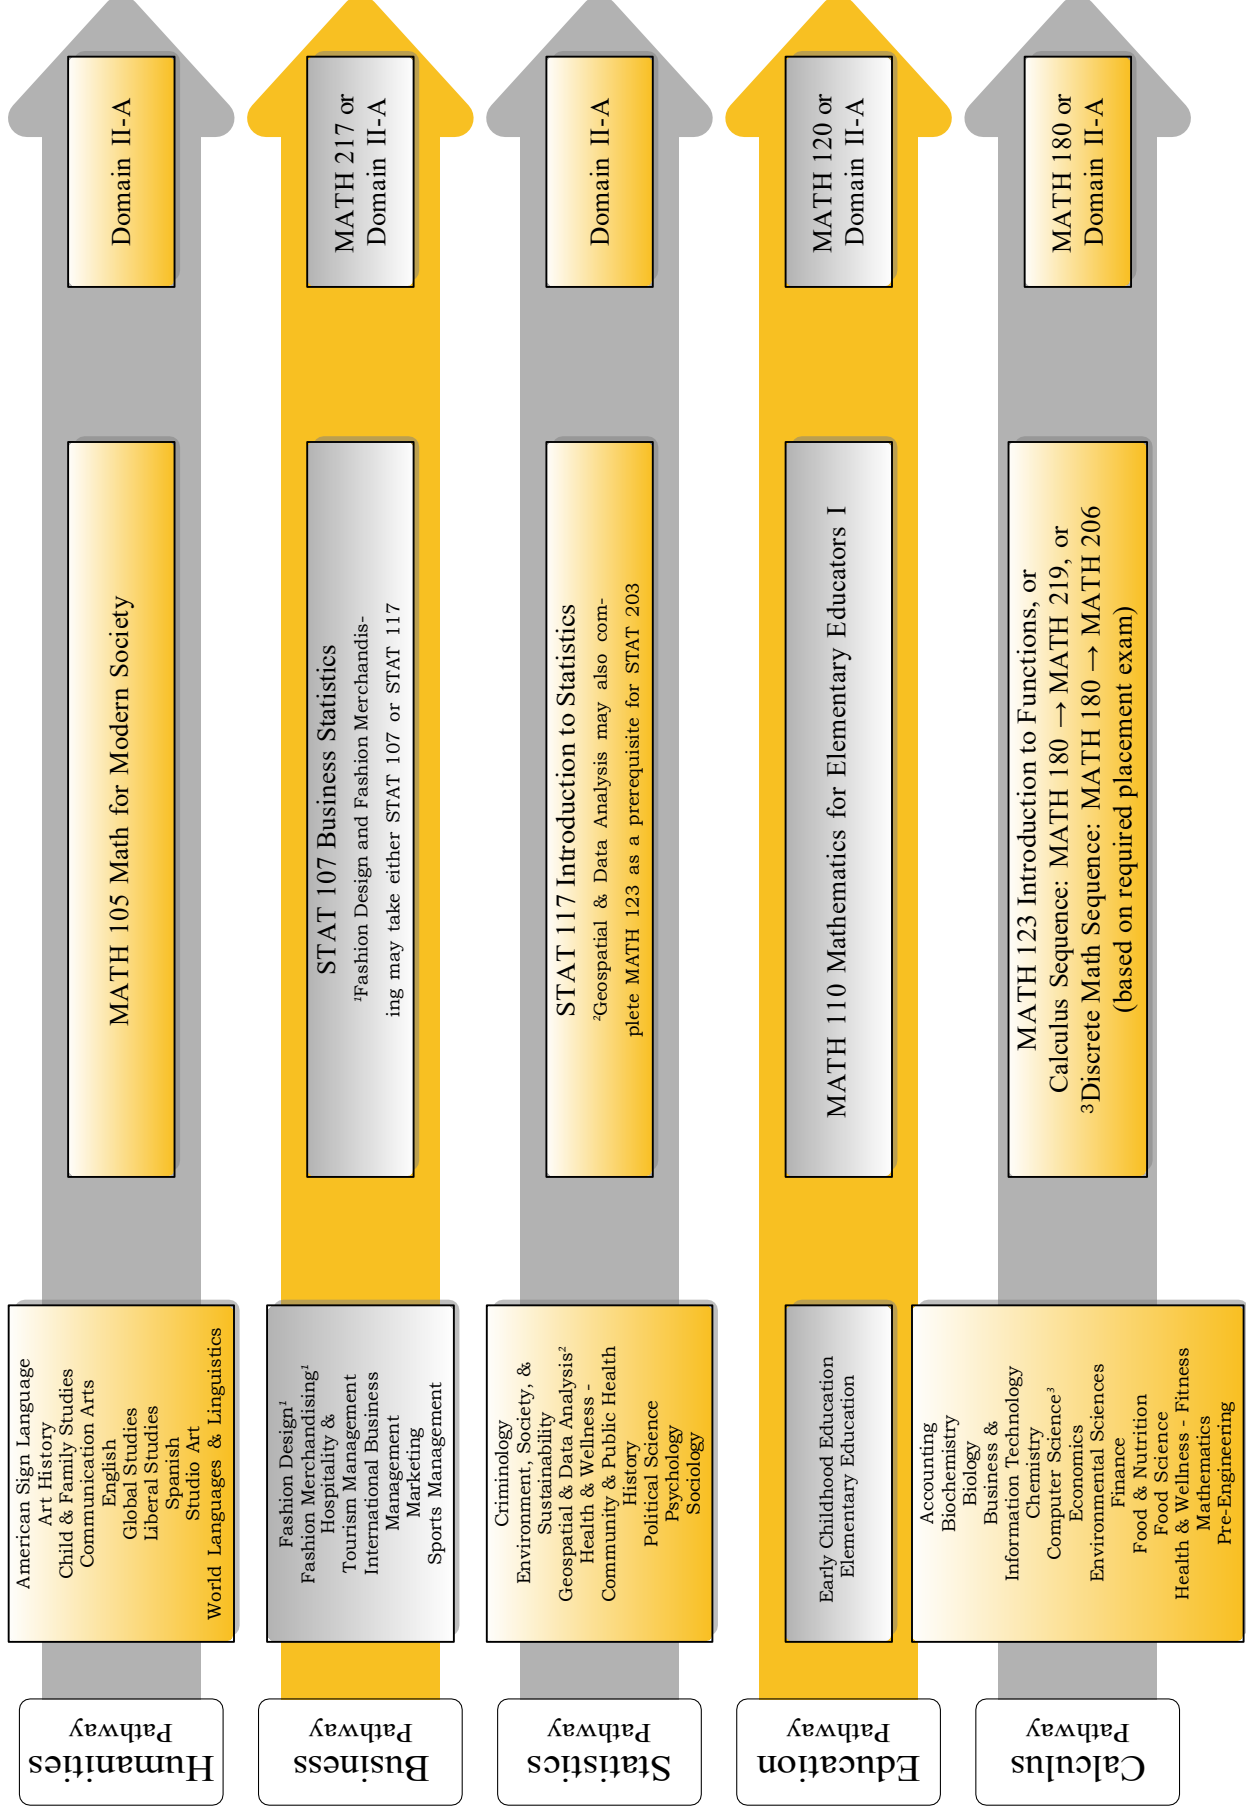 Humanities
Pathway
American Sign Language
Art History
Child & Family Studies
Communication Arts
English
Global Studies
Liberal Studies
Spanish
Studio Art
World Languages & Linguistics
MATH 105 Math for Modern Society
Domain II-A
Business
Pathway
Fashion Design¹
Fashion Merchandising¹
Hospitality &
Tourism Management
International Business
Management
Marketing
Sports Management
STAT 107 Business Statistics
¹Fashion Design and Fashion Merchandis-
ing may take either STAT 107 or STAT 117
MATH 217 or
Domain II-A
Statistics
Pathway
Criminology
Environment, Society, &
Sustainability
Geospatial & Data Analysis²
Health & Wellness -
Community & Public Health
History
Political Science
Psychology
Sociology
STAT 117 Introduction to Statistics
²Geospatial & Data Analysis may also com-
plete MATH 123 as a prerequisite for STAT 203
Domain II-A
Education
Pathway
Early Childhood Education
Elementary Education
MATH 110 Mathematics for Elementary Educators I
MATH 120 or
Domain II-A
Calculus
Pathway
Accounting
Biochemistry
Biology
Business &
Information Technology
Chemistry
Computer Science³
Economics
Environmental Sciences
Finance
Food & Nutrition
Food Science
Health & Wellness - Fitness
Mathematics
Pre-Engineering
MATH 123 Introduction to Functions, or
Calculus Sequence: MATH 180 → MATH 219, or
³Discrete Math Sequence: MATH 180 → MATH 206
(based on required placement exam)
MATH 180 or
Domain II-A